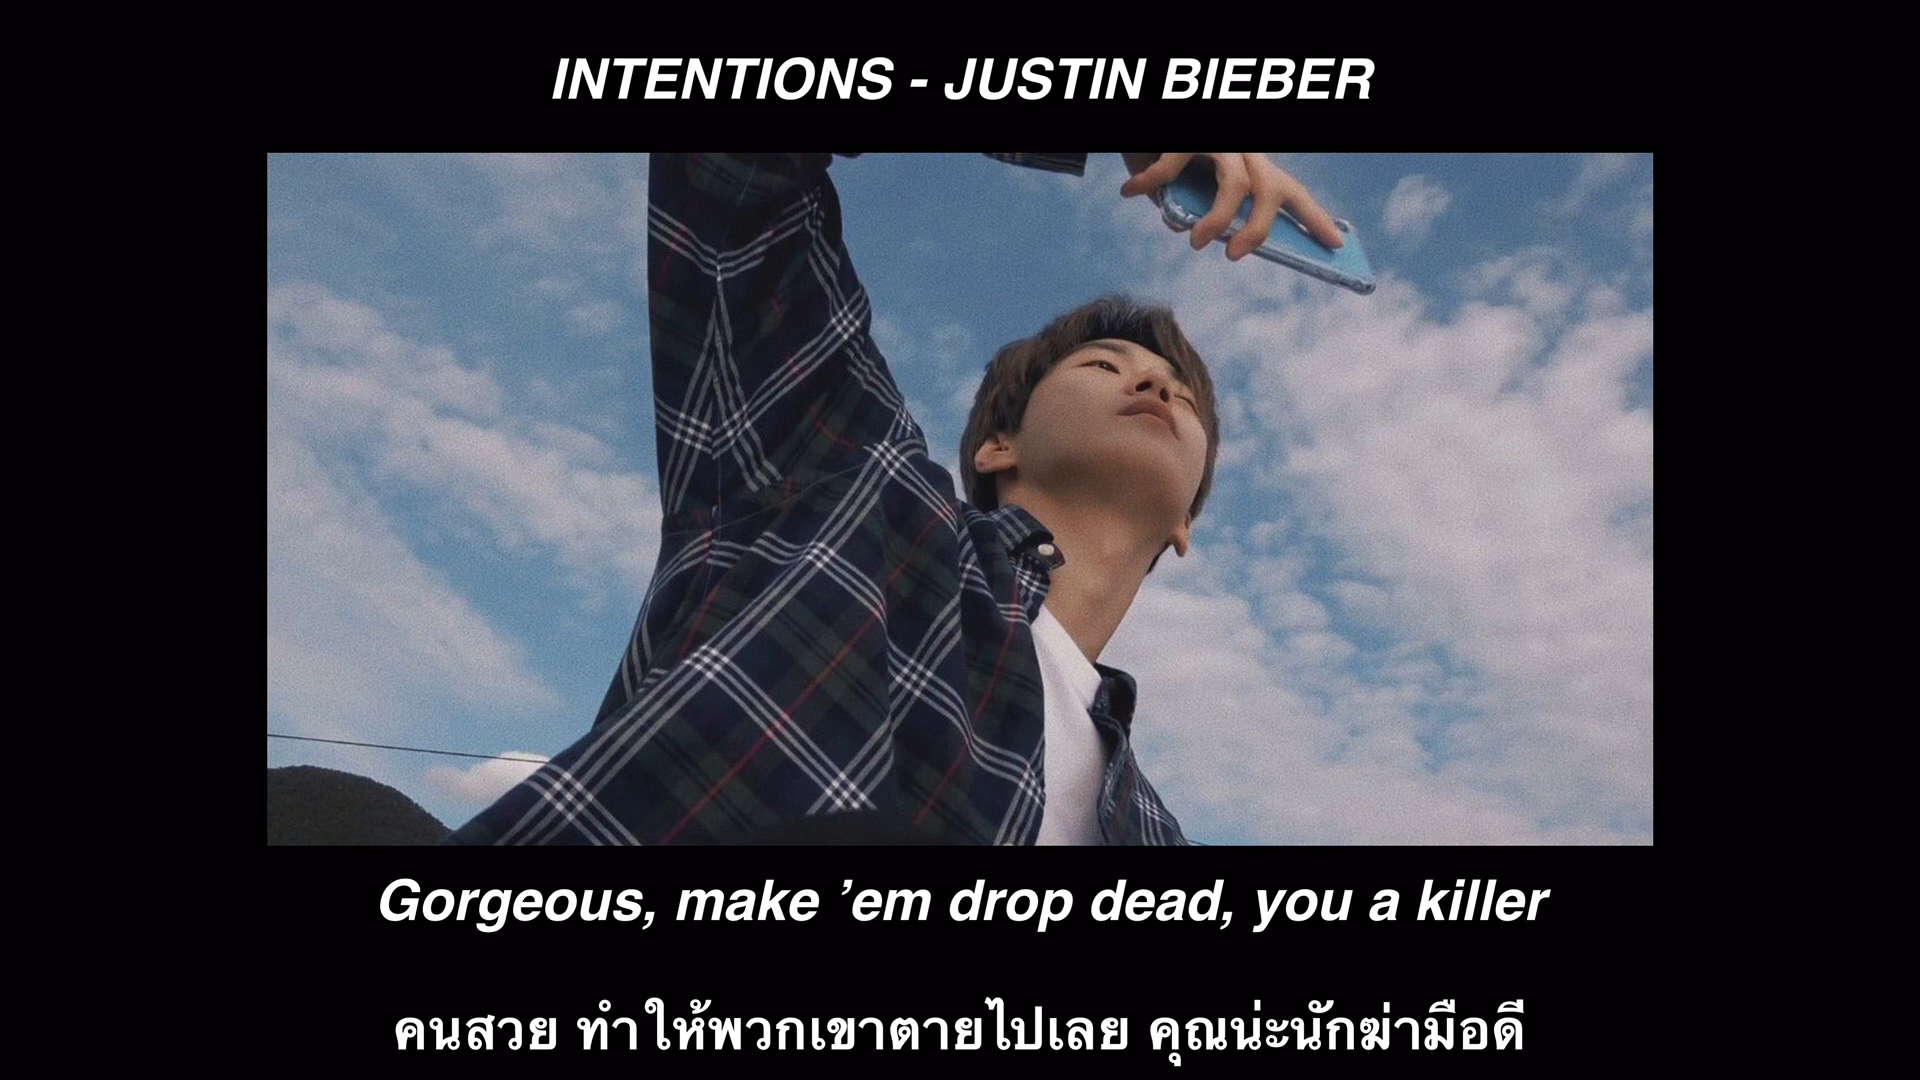 INTENTIONS - JUSTIN BIEBER
Gorgeous, make ’em drop dead, you a killer
คนสวย ทำให้พวกเขาตายไปเลย คุณน่ะนักฆ่ามือดี